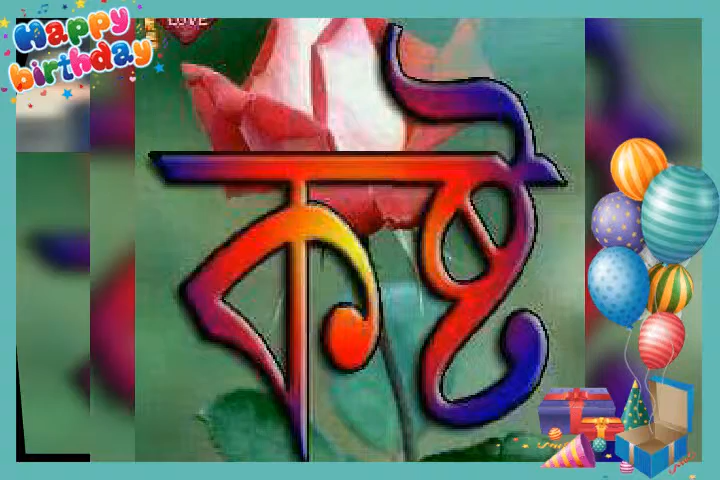 Happy
birthday
LOVE
কষ্ট